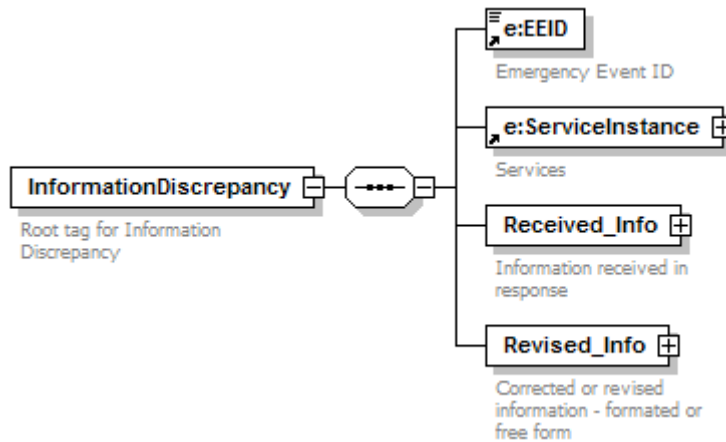 e:EEID
Emergency Event ID
e:ServiceInstance
Services
InformationDiscrepancy
Root tag for Information
Discrepancy
Received_Info
Information received in
response
Revised_Info
Corrected or revised
information - formated or
free form